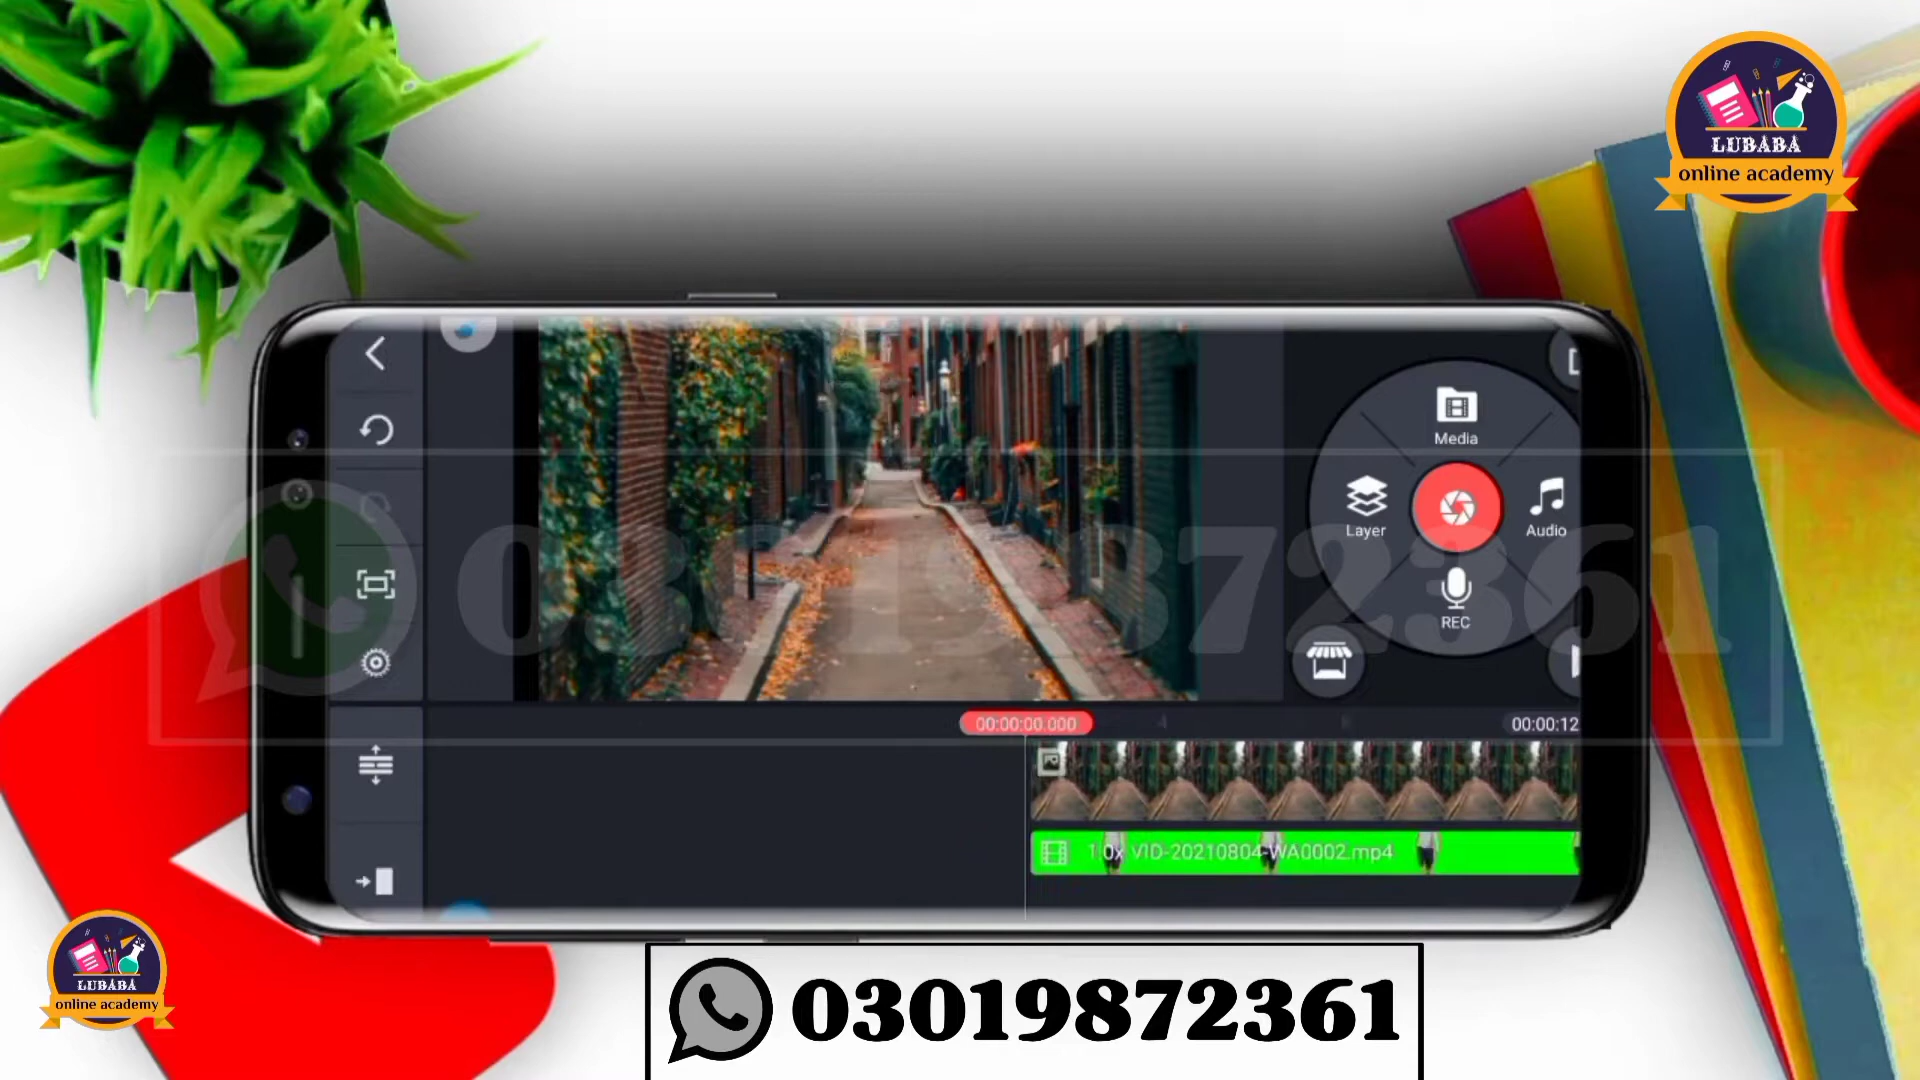 LUBABA
online academy
Media
Layer
Audio
REC
03019872361
00:00:00.000
00:00:12
1.0x VID-20210804-WA0002.mp4
LUBABA
online academy
03019872361